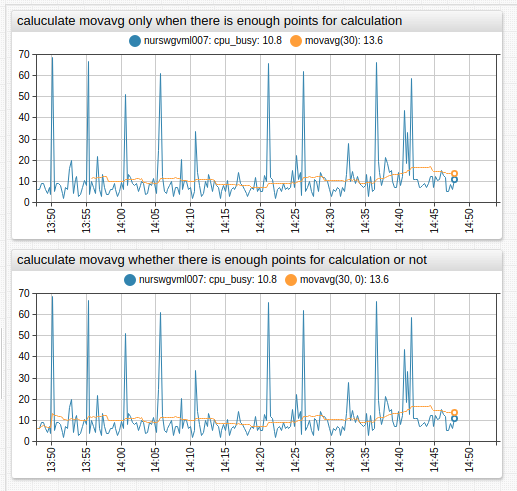 caluculate movavg only when there is enough points for calculation
nurswgvml007: cpu_busy: 10.8 movavg(30): 13.6
70
60
50
40
30
20
10
0
13:50 13:55 14:00 14:05 14:10 14:15 14:20 14:25 14:30 14:35 14:40 14:45 14:50
caluculate movavg whether there is enough points for calculation or not
nurswgvml007: cpu_busy: 10.8 movavg(30, 0): 13.6
70
60
50
40
30
20
10
0
13:50 13:55 14:00 14:05 14:10 14:15 14:20 14:25 14:30 14:35 14:40 14:45 14:50